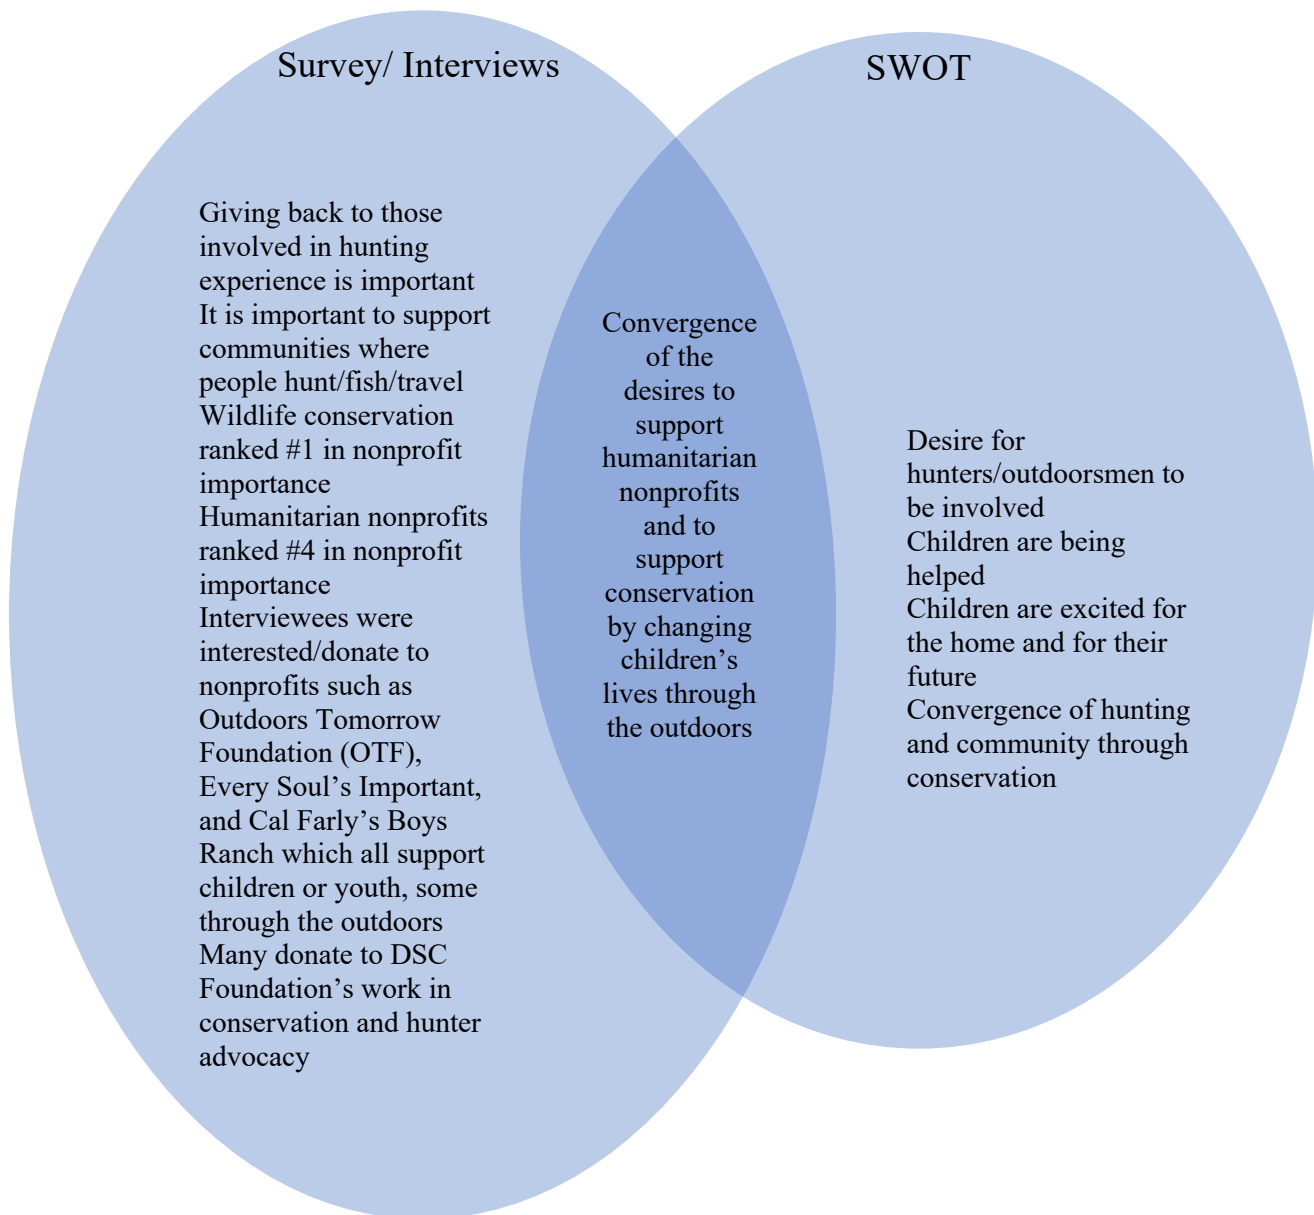 Survey/ Interviews
Giving back to those
involved in hunting
experience is important
It is important to support
communities where
people hunt/fish/travel
Wildlife conservation
ranked #1 in nonprofit
importance
Humanitarian nonprofits
ranked #4 in nonprofit
importance
Interviewees were
interested/donate to
nonprofits such as
Outdoors Tomorrow
Foundation (OTF),
Every Soul’s Important,
and Cal Farly’s Boys
Ranch which all support
children or youth, some
through the outdoors
Many donate to DSC
Foundation’s work in
conservation and hunter
advocacy
Convergence
of the
desires to
support
humanitarian
nonprofits
and to
support
conservation
by changing
children’s
lives through
the outdoors
SWOT
Desire for
hunters/outdoorsmen to
be involved
Children are being
helped
Children are excited for
the home and for their
future
Convergence of hunting
and community through
conservation